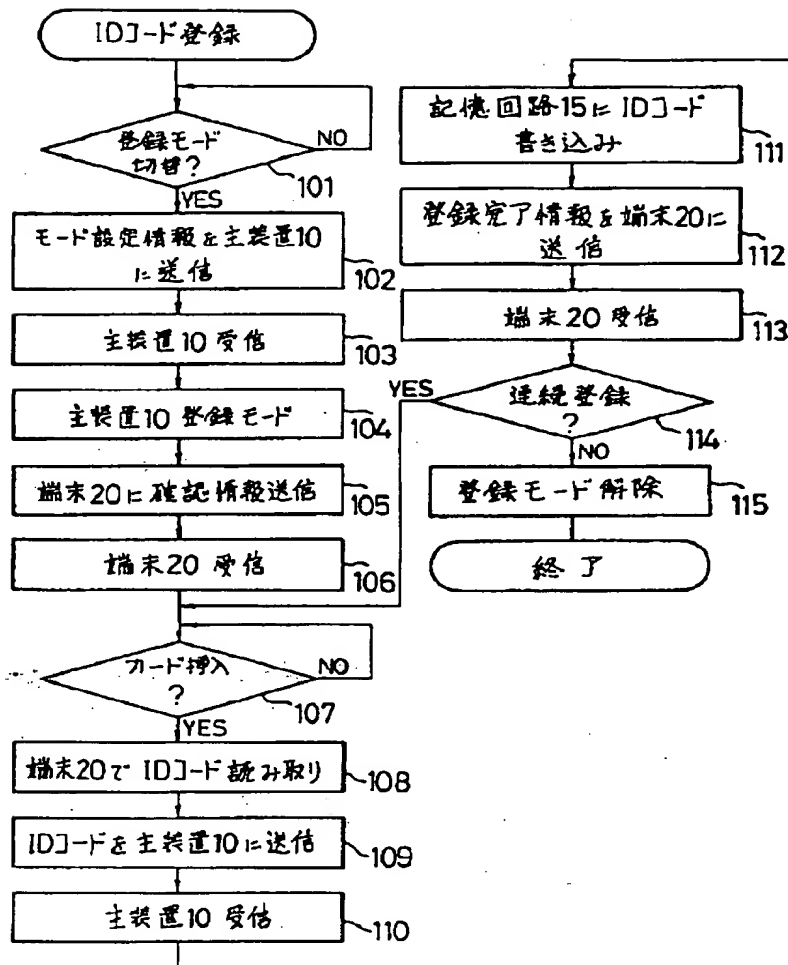 IDコード登録
登録モード
切替?
NO
101
YES
モード設定情報を主装置10
に送信
102
主装置10 受信
103
主装置10 登録モード
104
端末20に確認情報送信
105
端末20 受信
106
カード挿入
?
NO
107
YES
端末20でIDコード読み取り
108
IDコードを主装置10に送信
109
主装置10 受信
110
記憶回路15にIDコード
書き込み
111
登録完了情報を端末20に
送信
112
端末20 受信
113
YES
連続登録
?
114
NO
登録モード解除
115
終了